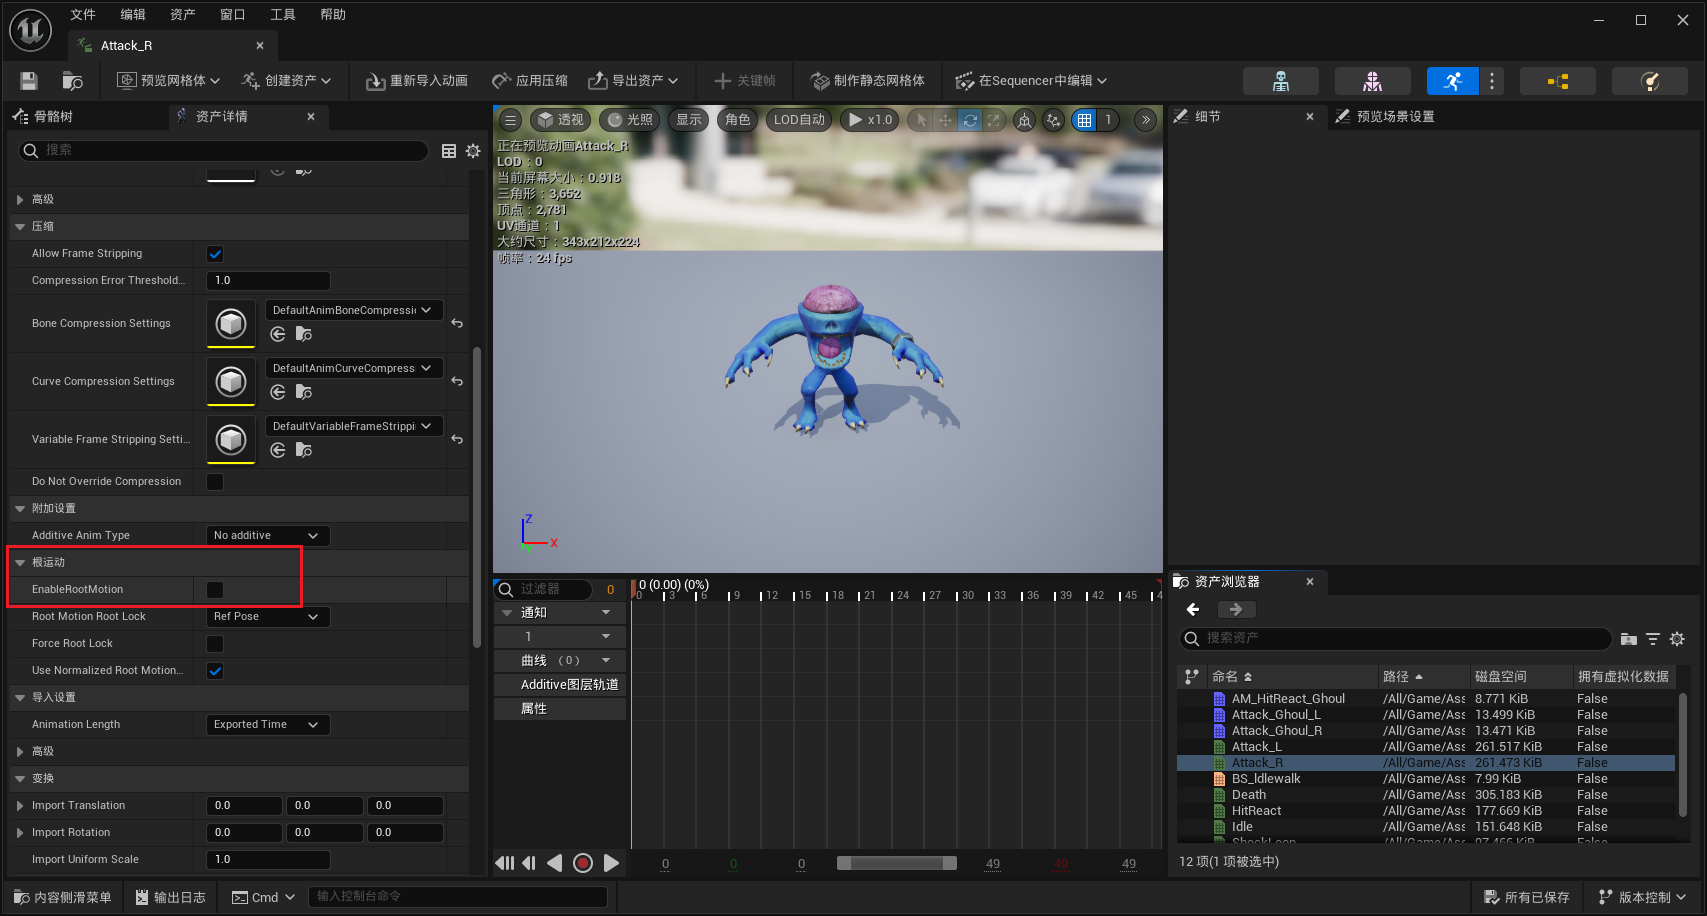 文件 编辑 资产 窗口 工具 帮助
Attack_R
预览网格体 创建资产 重新导入动画 应用压缩 导出资产 关键帧 制作静态网格体 在Sequencer中编辑
骨骼树 资产详情
搜索
高级
压缩
Allow Frame Stripping
Compression Error Threshold... 1.0
Bone Compression Settings DefaultAnimBoneCompressi
Curve Compression Settings DefaultAnimCurveCompress
Variable Frame Stripping Setti... DefaultVariableFrameStrippi
Do Not Override Compression
附加设置
Additive Anim Type No additive
根运动
EnableRootMotion
Root Motion Root Lock Ref Pose
Force Root Lock
Use Normalized Root Motion...
导入设置
Animation Length Exported Time
高级
变换
Import Translation 0.0 0.0 0.0
Import Rotation 0.0 0.0 0.0
Import Uniform Scale 1.0
透视 光照 显示 角色 LOD自动 x1.0 1
正在预览动画Attack_R
LOD：0
当前屏幕大小：0.918
三角形：3,652
顶点：2,781
UV通道：1
大约尺寸：343x212x224
帧率：24 fps
Z
X
Y
过滤器 0
0 (0.00) (0%)
0 3 6 9 12 15 18 21 24 27 30 33 36 39 42 45 4
通知
1
曲线 （0）
Additive图层轨道
属性
0 0 0 49 49 49
细节 预览场景设置
资产浏览器
搜索资产
命名 路径 磁盘空间 拥有虚拟化数据
AM_HitReact_Ghoul /All/Game/Ass 8.771 KiB False
Attack_Ghoul_L /All/Game/Ass 13.499 KiB False
Attack_Ghoul_R /All/Game/Ass 13.471 KiB False
Attack_L /All/Game/Ass 261.517 KiB False
Attack_R /All/Game/Ass 261.473 KiB False
BS_Idlewalk /All/Game/Ass 7.99 KiB False
Death /All/Game/Ass 305.183 KiB False
HitReact /All/Game/Ass 177.669 KiB False
Idle /All/Game/Ass 151.648 KiB False
ShockLoop /All/Game/Ass 97.466 KiB False
12 项(1 项被选中)
内容侧滑菜单 输出日志 Cmd 输入控制台命令 所有已保存 版本控制